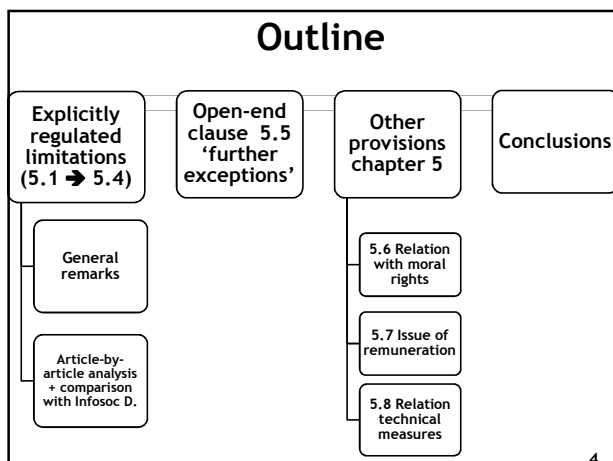 Outline
Explicitly
regulated
limitations
(5.1 → 5.4)
General
remarks
Article-by-
article analysis
+ comparison
with Infosoc D.
Open-end
clause 5.5
‘further
exceptions’
Other
provisions
chapter 5
5.6 Relation
with moral
rights
5.7 Issue of
remuneration
5.8 Relation
technical
measures
Conclusions
4